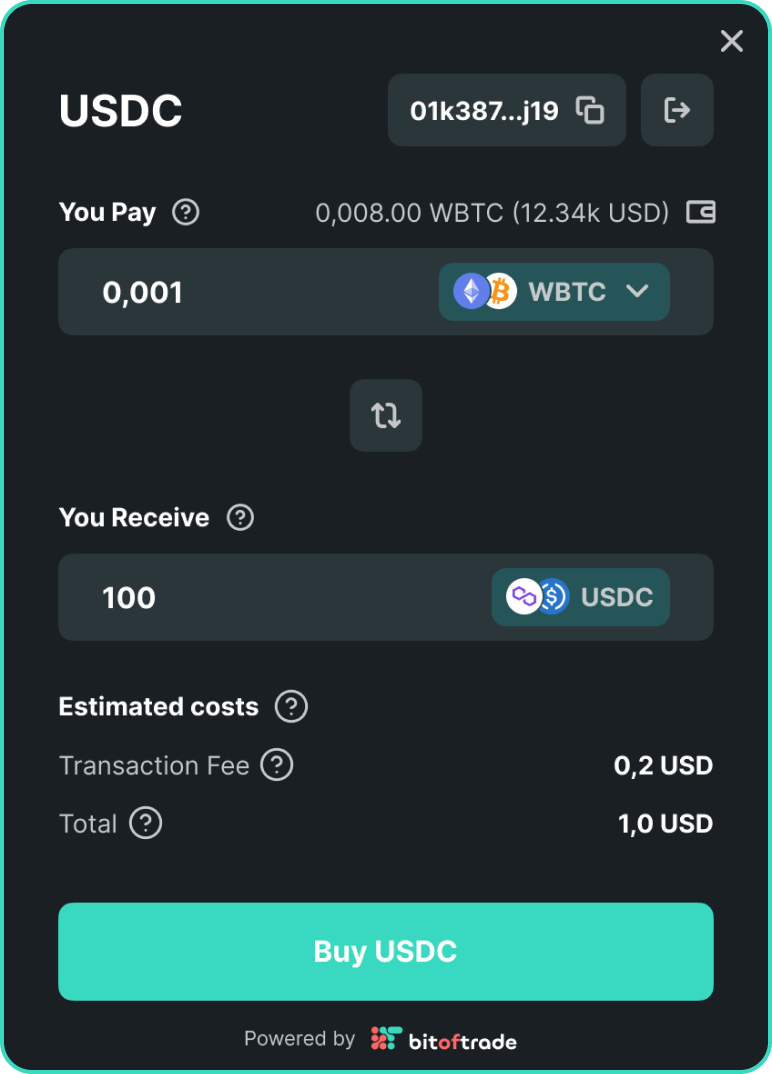 USDC 01k387...j19
You Pay 0,008.00 WBTC (12.34k USD)
0,001 WBTC
You Receive
100 USDC
Estimated costs
Transaction Fee 0,2 USD
Total 1,0 USD
Buy USDC
Powered by bitoftrade